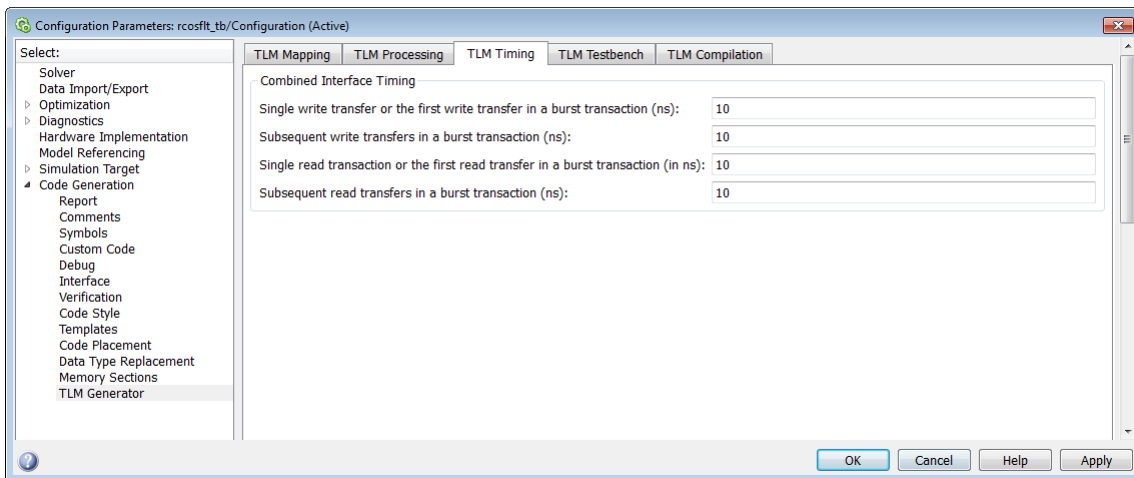 Configuration Parameters: rcosflt_tb/Configuration (Active)
Select:
Solver
Data Import/Export
Optimization
Diagnostics
Hardware Implementation
Model Referencing
Simulation Target
Code Generation
Report
Comments
Symbols
Custom Code
Debug
Interface
Verification
Code Style
Templates
Code Placement
Data Type Replacement
Memory Sections
TLM Generator
TLM Mapping TLM Processing TLM Timing TLM Testbench TLM Compilation
Combined Interface Timing
Single write transfer or the first write transfer in a burst transaction (ns): 10
Subsequent write transfers in a burst transaction (ns): 10
Single read transaction or the first read transfer in a burst transaction (in ns): 10
Subsequent read transfers in a burst transaction (ns): 10
OK Cancel Help Apply